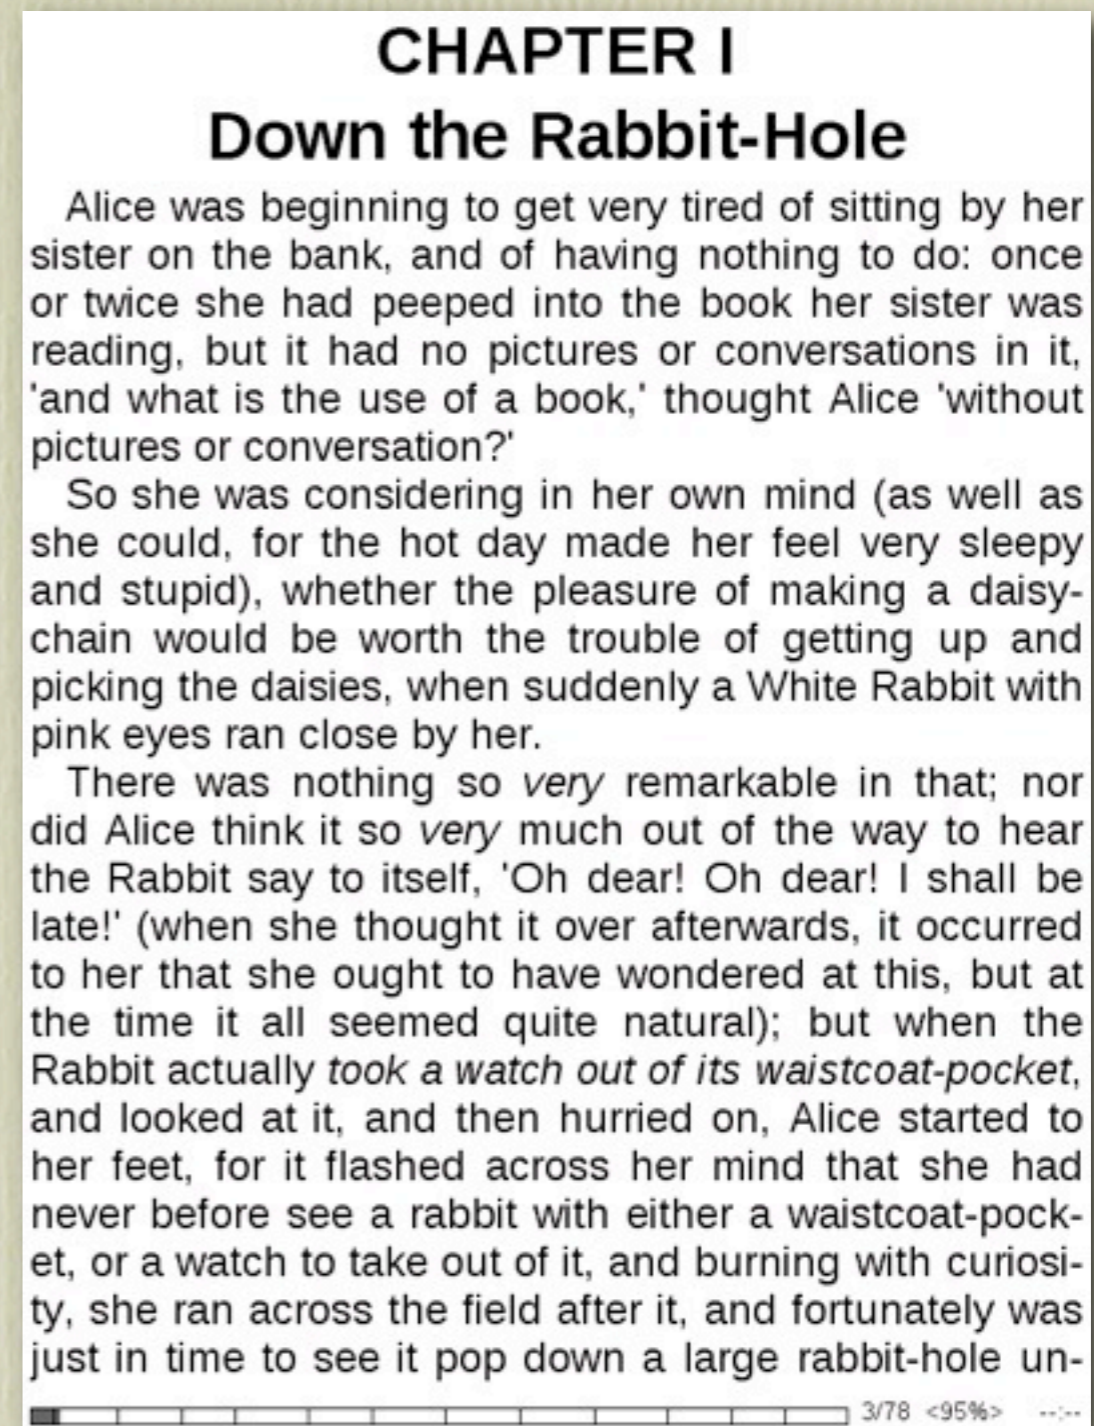 CHAPTER I
Down the Rabbit-Hole
Alice was beginning to get very tired of sitting by her
sister on the bank, and of having nothing to do: once
or twice she had peeped into the book her sister was
reading, but it had no pictures or conversations in it,
'and what is the use of a book,' thought Alice 'without
pictures or conversation?'
So she was considering in her own mind (as well as
she could, for the hot day made her feel very sleepy
and stupid), whether the pleasure of making a daisy-
chain would be worth the trouble of getting up and
picking the daisies, when suddenly a White Rabbit with
pink eyes ran close by her.
There was nothing so very remarkable in that; nor
did Alice think it so very much out of the way to hear
the Rabbit say to itself, 'Oh dear! Oh dear! I shall be
late!' (when she thought it over afterwards, it occurred
to her that she ought to have wondered at this, but at
the time it all seemed quite natural); but when the
Rabbit actually took a watch out of its waistcoat-pocket,
and looked at it, and then hurried on, Alice started to
her feet, for it flashed across her mind that she had
never before see a rabbit with either a waistcoat-pock-
et, or a watch to take out of it, and burning with curiosi-
ty, she ran across the field after it, and fortunately was
just in time to see it pop down a large rabbit-hole un-
3/78 <95%> --:--